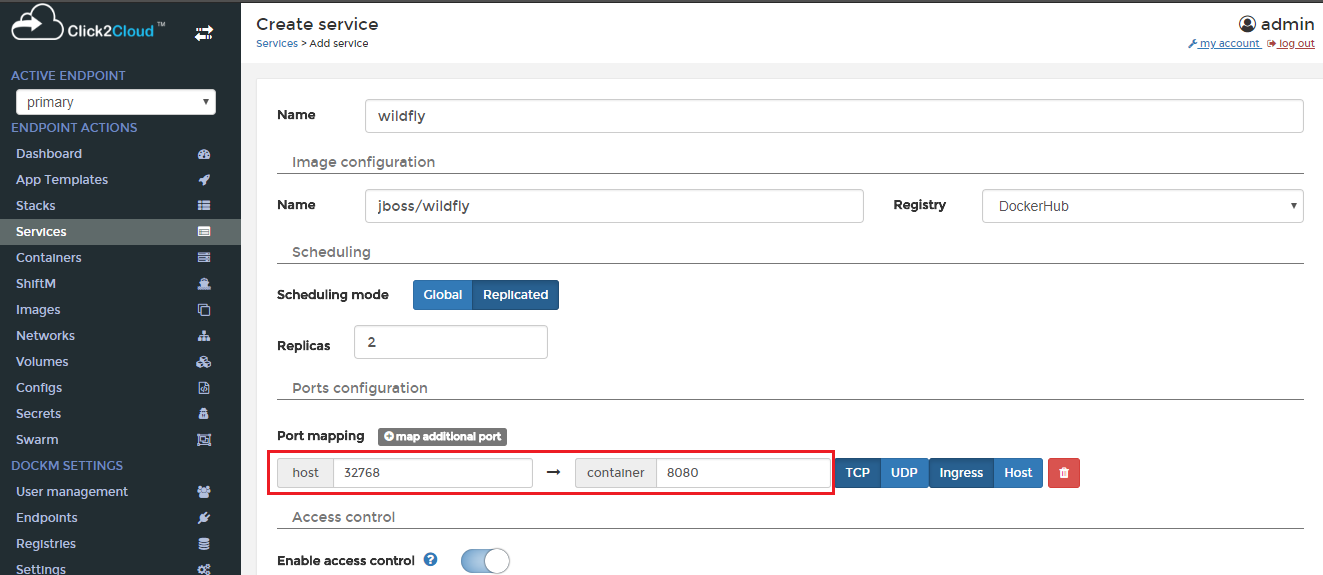 Click2Cloud™
ACTIVE ENDPOINT
primary
ENDPOINT ACTIONS
Dashboard
App Templates
Stacks
Services
Containers
ShiftM
Images
Networks
Volumes
Configs
Secrets
Swarm
DOCKM SETTINGS
User management
Endpoints
Registries
Settings
Create service
Services > Add service
admin
my account log out
Name wildfly
Image configuration
Name jboss/wildfly Registry DockerHub
Scheduling
Scheduling mode Global Replicated
Replicas 2
Ports configuration
Port mapping map additional port
host 32768 → container 8080 TCP UDP Ingress Host
Access control
Enable access control ?